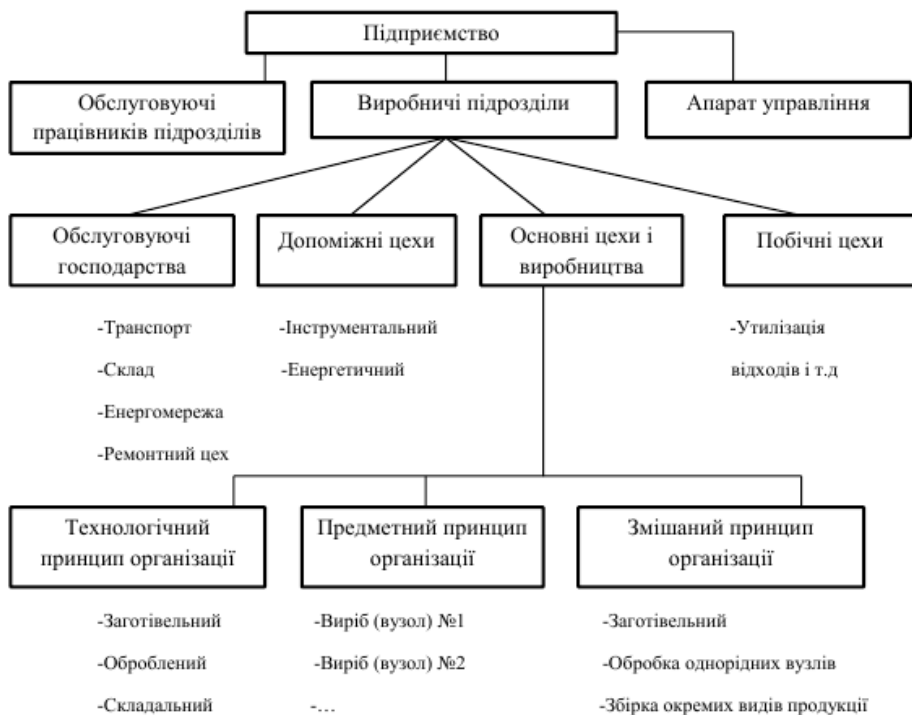 Підприємство
Обслуговуючі
працівників підрозділів
Виробничі підрозділи
Апарат управління
Обслуговуючі
господарства
Допоміжні цехи
Основні цехи і
виробництва
Побічні цехи
-Транспорт
-Склад
-Енергомережа
-Ремонтний цех
-Інструментальний
-Енергетичний
-Утилізація
відходів і т.д
Технологічний
принцип організації
Предметний принцип
організації
Змішаний принцип
організації
-Заготівельний
-Оброблений
-Складальний
-Виріб (вузол) №1
-Виріб (вузол) №2
-…
-Заготівельний
-Обробка однорідних вузлів
-Збірка окремих видів продукції